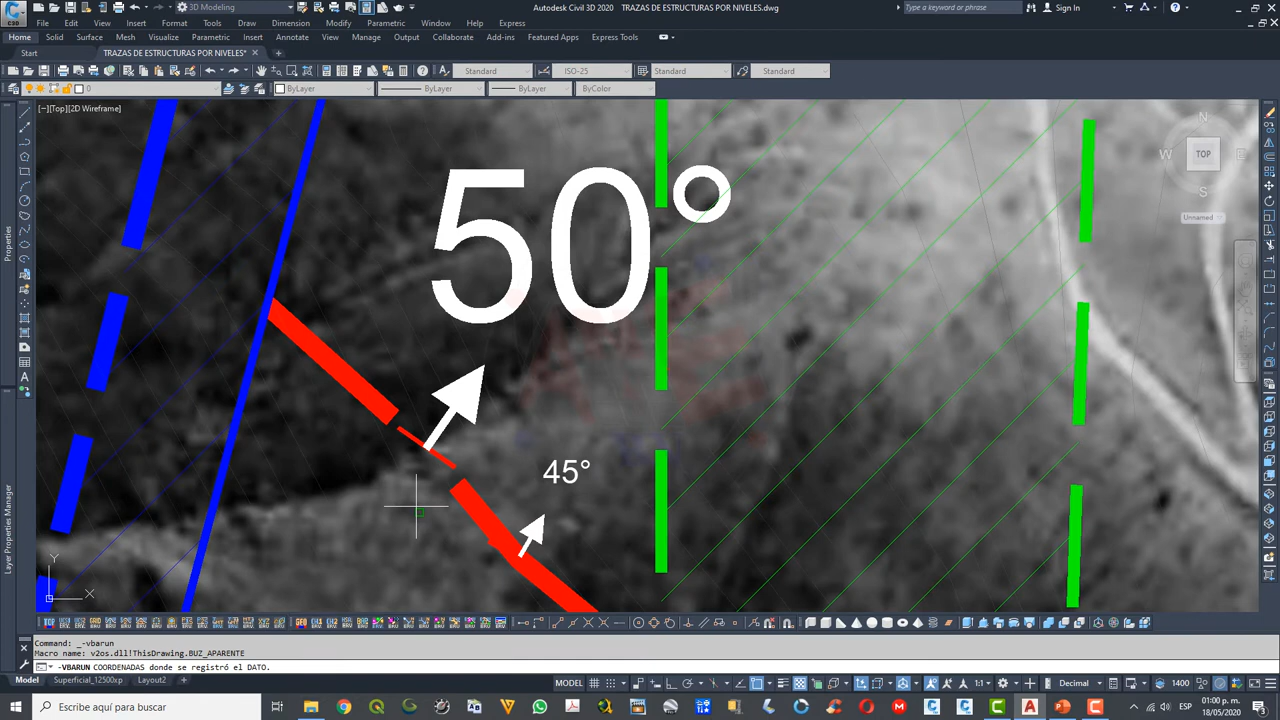 3D Modeling
Autodesk Civil 3D 2020 TRAZAS DE ESTRUCTURAS POR NIVELES.dwg
Type a keyword or phrase
Sign In
C3D
File Edit View Insert Format Tools Draw Dimension Modify Parametric Window Help Express
Home Solid Surface Mesh Visualize Parametric Insert Annotate View Manage Output Collaborate Add-ins Featured Apps Express Tools
Start TRAZAS DE ESTRUCTURAS POR NIVELES*
Standard ISO-25 Standard Standard
0 ByLayer ByLayer ByLayer ByColor
[−][Top][2D Wireframe]
N
W TOP E
S
Unnamed
50°
45°
Properties
Layer Properties Manager
Y
X
Command: _-vbarun
Macro name: v2os.dll!ThisDrawing.BUZ_APARENTE
-VBARUN COORDENADAS donde se registró el DATO.
Model Superficial_12500xp Layout2
MODEL 1:1 Decimal 1400
Escribe aquí para buscar
ESP
01:00 p. m.
18/05/2020